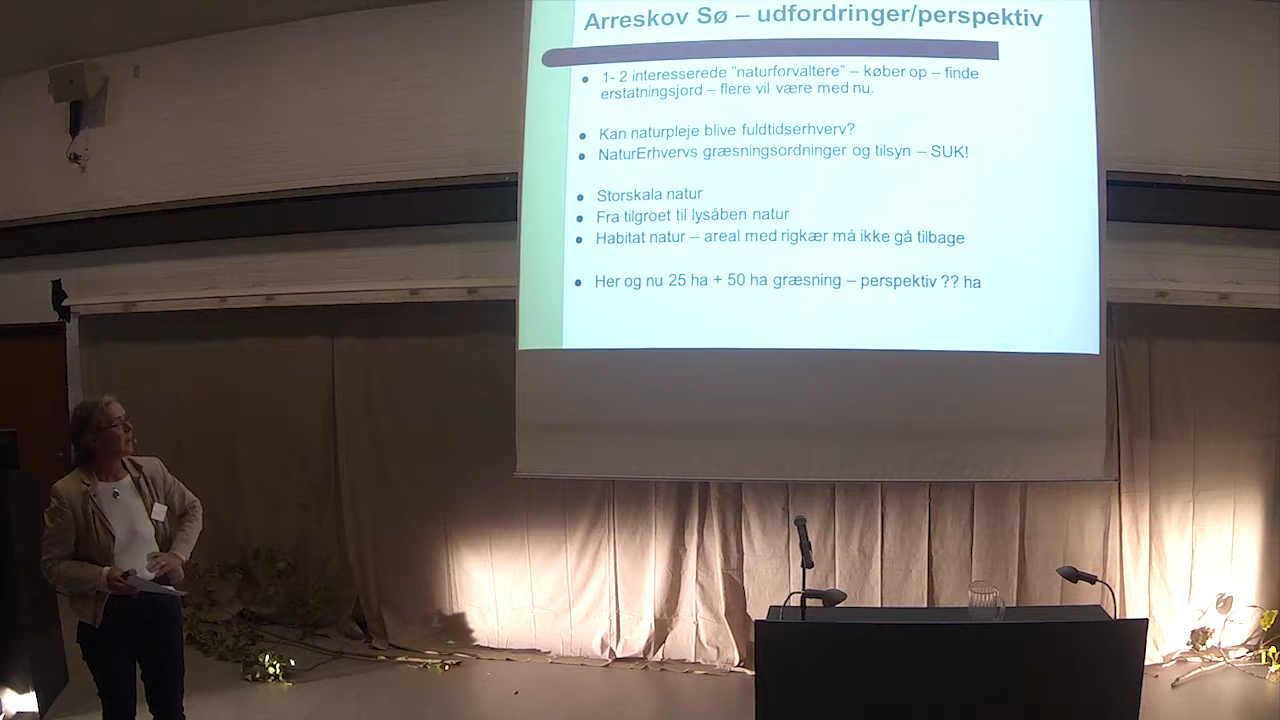 Arreskov Sø – udfordringer/perspektiv
1- 2 interesserede "naturforvaltere" – køber op – finde
erstatningsjord – flere vil være med nu.
Kan naturpleje blive fuldtidserhverv?
NaturErhvervs græsningsordninger og tilsyn – SUK!
Storskala natur
Fra tilgroet til lysåben natur
Habitat natur – areal med rigkær må ikke gå tilbage
Her og nu 25 ha + 50 ha græsning – perspektiv ?? ha